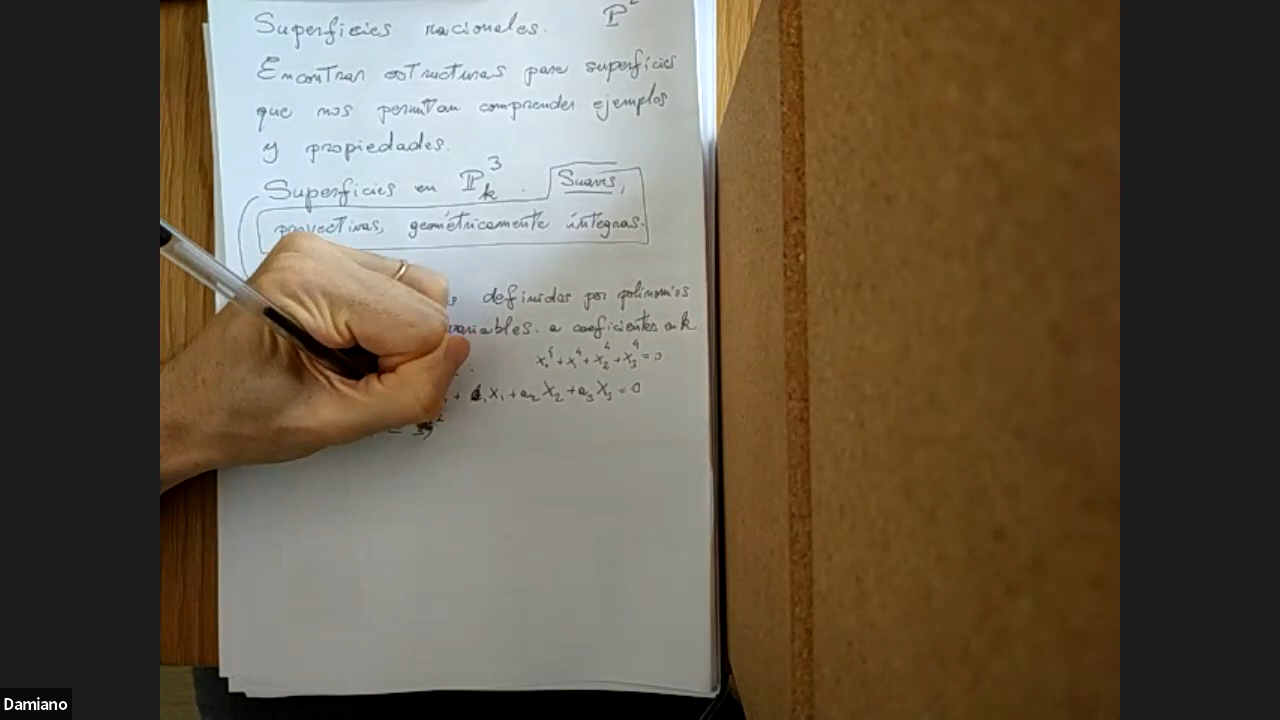 Superficies racionales. P²
Encontrar estructuras para superficies
que nos permitan comprender ejemplos
y propiedades.
Superficies en P³ₖ. Suaves,
proyectivas, geométricamente íntegras.
definidas por polinomios
variables. a coeficientes en k
x₀⁴ + x₁⁴ + x₂⁴ + x₃⁴ = 0
+ a₁X₁ + a₂X₂ + a₃X₃ = 0
Damiano